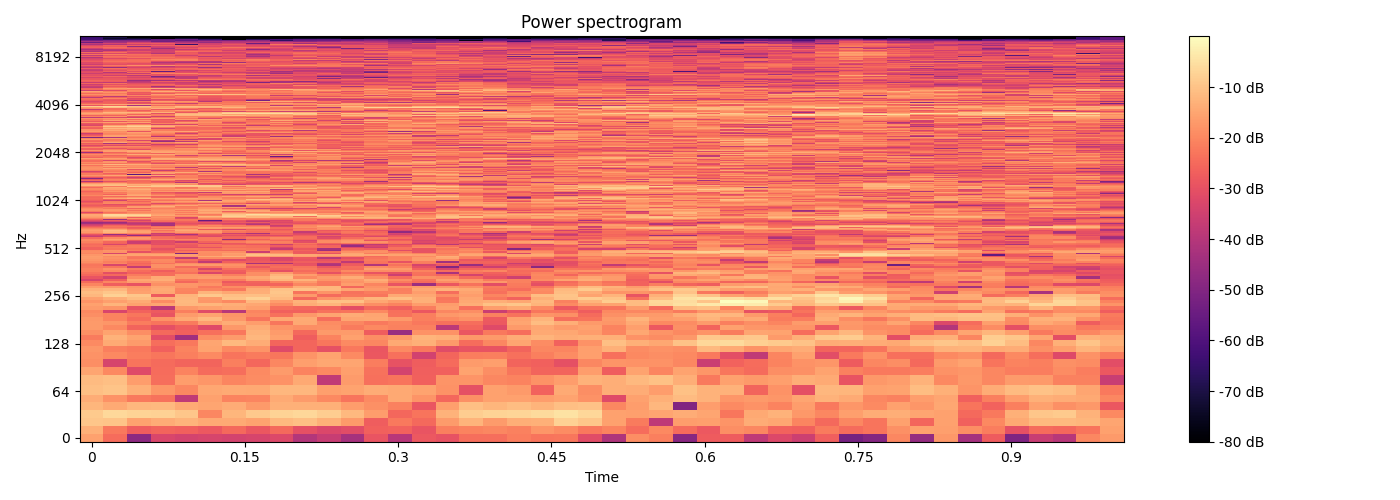 Power spectrogram
Hz
8192
4096
2048
1024
512
256
128
64
0
0 0.15 0.3 0.45 0.6 0.75 0.9
Time
-10 dB
-20 dB
-30 dB
-40 dB
-50 dB
-60 dB
-70 dB
-80 dB